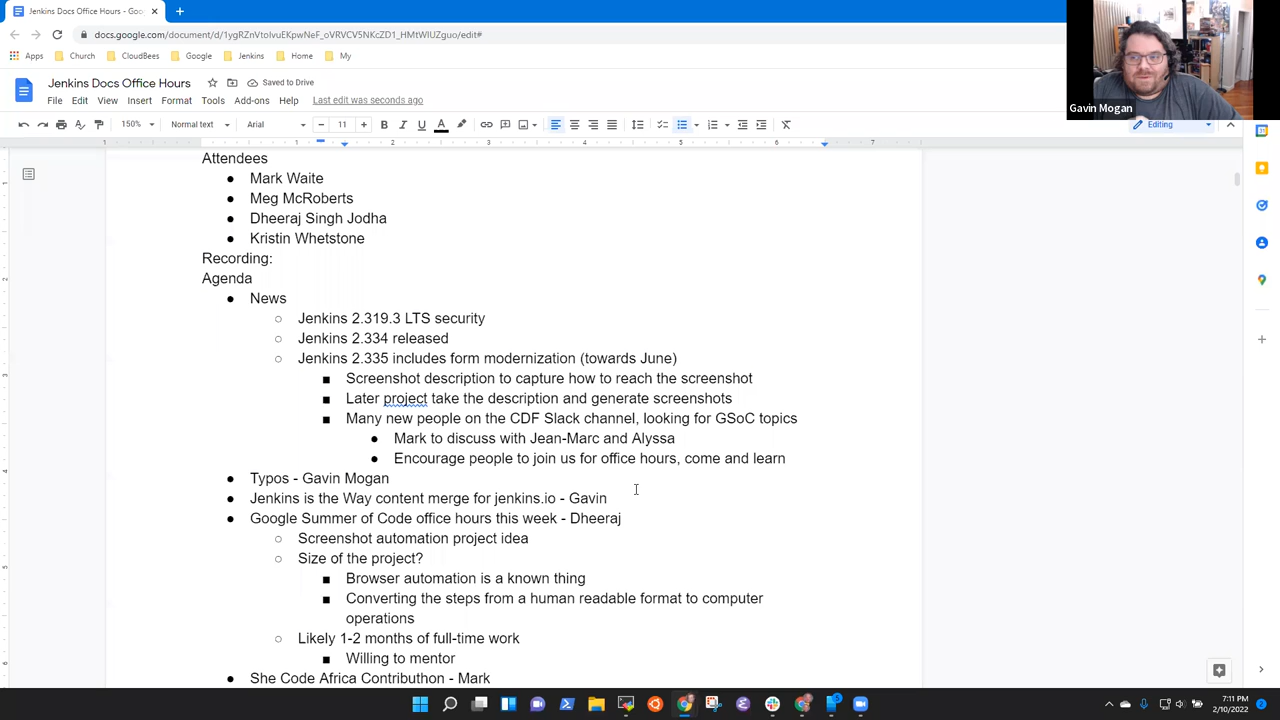 Jenkins Docs Office Hours - Goo
docs.google.com/document/d/1ygRZnVtoIvuEKpwNeF_oVRVCV5NKcZD1_HMtWIUZguo/edit#
Apps Church CloudBees Google Jenkins Home My
Jenkins Docs Office Hours Saved to Drive
File Edit View Insert Format Tools Add-ons Help Last edit was seconds ago
150% Normal text Arial 11 Editing
Gavin Mogan
1 1 2 3 4 5 6 7
Attendees
● Mark Waite
● Meg McRoberts
● Dheeraj Singh Jodha
● Kristin Whetstone
Recording:
Agenda
● News
○ Jenkins 2.319.3 LTS security
○ Jenkins 2.334 released
○ Jenkins 2.335 includes form modernization (towards June)
■ Screenshot description to capture how to reach the screenshot
■ Later project take the description and generate screenshots
■ Many new people on the CDF Slack channel, looking for GSoC topics
● Mark to discuss with Jean-Marc and Alyssa
● Encourage people to join us for office hours, come and learn
● Typos - Gavin Mogan
● Jenkins is the Way content merge for jenkins.io - Gavin
● Google Summer of Code office hours this week - Dheeraj
○ Screenshot automation project idea
○ Size of the project?
■ Browser automation is a known thing
■ Converting the steps from a human readable format to computer
operations
○ Likely 1-2 months of full-time work
■ Willing to mentor
● She Code Africa Contributhon - Mark
7:11 PM
2/10/2022